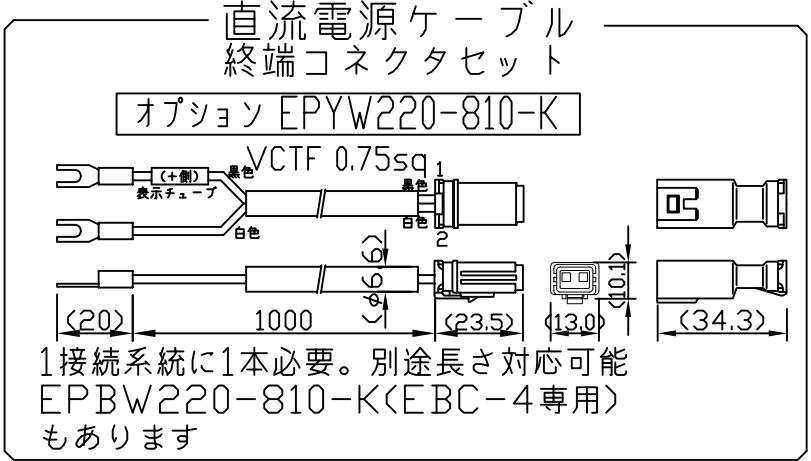 直流電源ケーブル
終端コネクタセット
オプション EPYW220-810-K
VCTF 0.75sq
(+側)
黒色
表示チューブ
黒色
1
白色
白色
2
(φ6.6)
(10.1)
(20)
1000
(23.5)
(13.0)
(34.3)
1接続系統に1本必要。別途長さ対応可能
EPBW220-810-K(EBC-4専用)
もあります